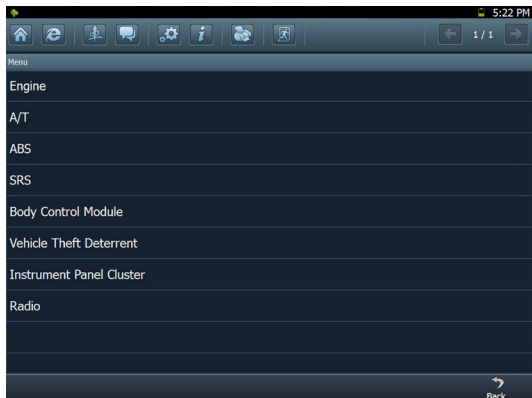 5:22 PM
1 / 1
Menu
Engine
A/T
ABS
SRS
Body Control Module
Vehicle Theft Deterrent
Instrument Panel Cluster
Radio
Back